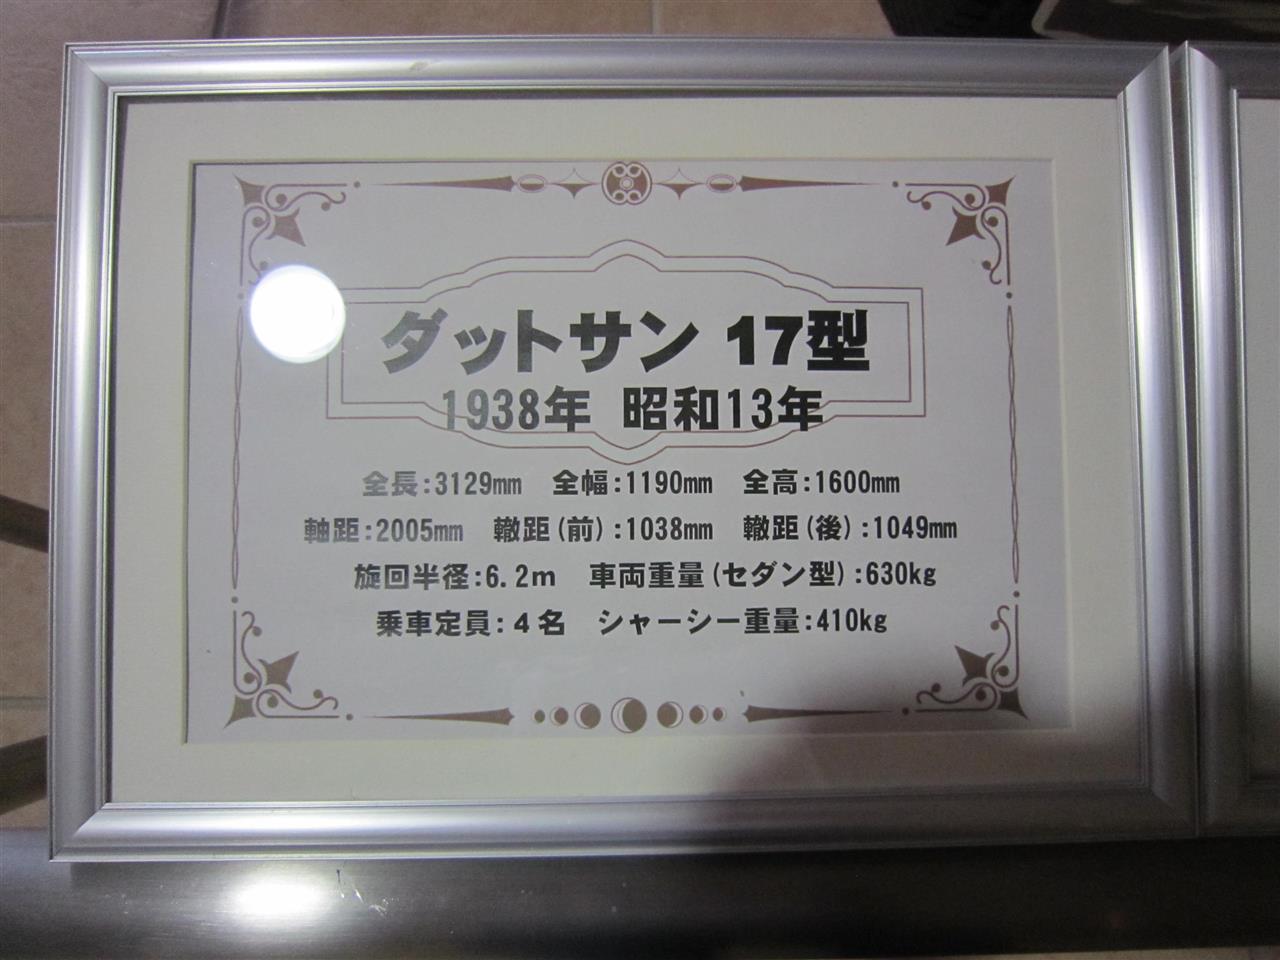 ダットサン 17型
1938年 昭和13年
全長:3129mm 全幅:1190mm 全高:1600mm
軸距:2005mm 轍距(前):1038mm 轍距(後):1049mm
旋回半径:6.2m 車両重量(セダン型):630kg
乗車定員:4名 シャーシー重量:410kg